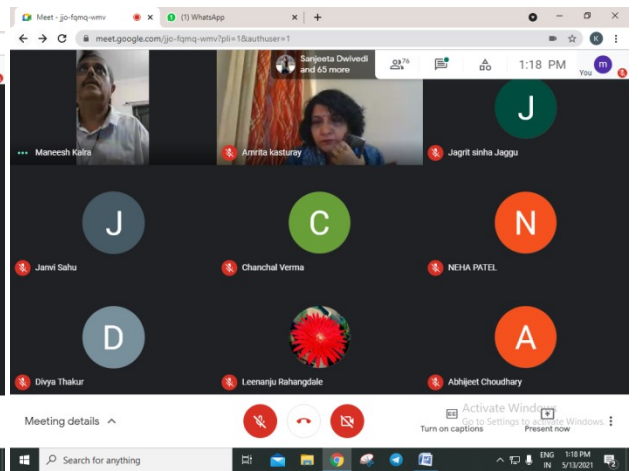 Meet - jjo-fqmq-wmv
(1) WhatsApp
meet.google.com/jjo-fqmq-wmv?pli=1&authuser=1
K
Sanjeeta Dwivedi
and 65 more
76
1:18 PM
You
m
Maneesh Kalra
Amrita kasturay
J
Jagrit sinha Jaggu
J
Janvi Sahu
C
Chanchal Verma
N
NEHA PATEL
D
Divya Thakur
Leenanju Rahangdale
A
Abhijeet Choudhary
Meeting details
Turn on captions
Present now
Activate Windows
Go to Settings to activate Windows.
Search for anything
ENG
IN
1:18 PM
5/13/2021